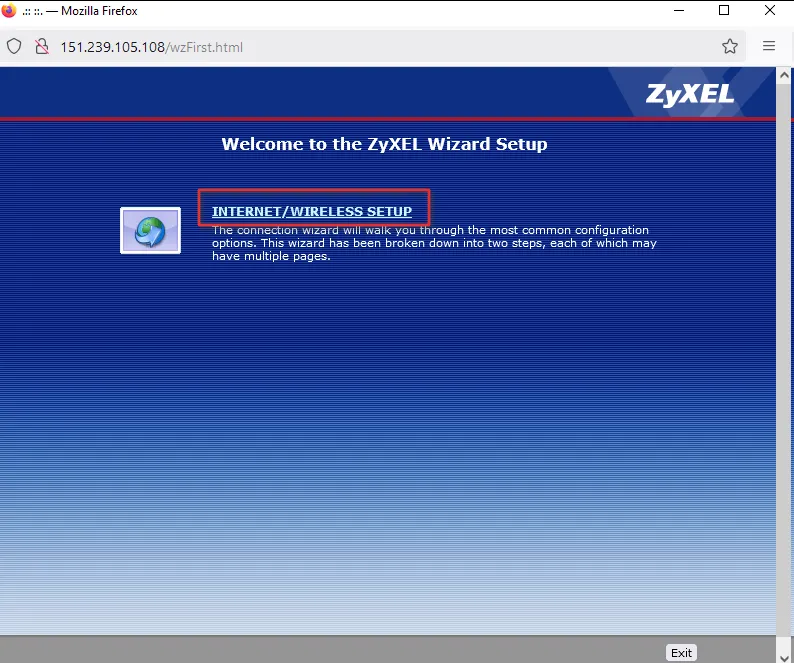 .:: ::. — Mozilla Firefox
151.239.105.108/wzFirst.html
ZyXEL
Welcome to the ZyXEL Wizard Setup
INTERNET/WIRELESS SETUP
The connection wizard will walk you through the most common configuration
options. This wizard has been broken down into two steps, each of which may
have multiple pages.
Exit